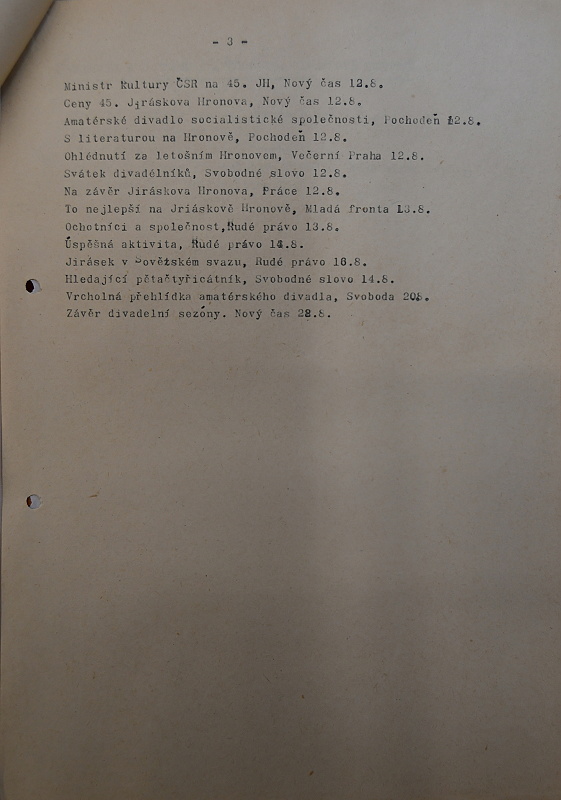 - 3 -
Ministr kultury ČSR na 45. JH, Nový čas 12.8.
Ceny 45. Jiráskova Hronova, Nový čas 12.8.
Amatérské divadlo socialistické společnosti, Pochodeň 12.8.
S literaturou na Hronově, Pochodeň 12.8.
Ohlédnutí za letošním Hronovem, Večerní Praha 12.8.
Svátek divadélníků, Svobodné slovo 12.8.
Na závěr Jiráskova Hronova, Práce 12.8.
To nejlepší na Jriáskově Hronově, Mladá fronta 13.8.
Ochotníci a společnost,Rudé právo 13.8.
Úspěšná aktivita, Rudé právo 14.8.
Jirásek v Sovětském svazu, Rudé právo 16.8.
Hledající pětačtyřicátník, Svobodné slovo 14.8.
Vrcholná přehlídka amatérského divadla, Svoboda 20.8.
Závěr divadelní sezóny. Nový čas 28.8.